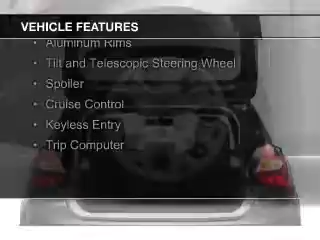 VEHICLE FEATURES
• Aluminum Rims
• Tilt and Telescopic Steering Wheel
• Spoiler
• Cruise Control
• Keyless Entry
• Trip Computer